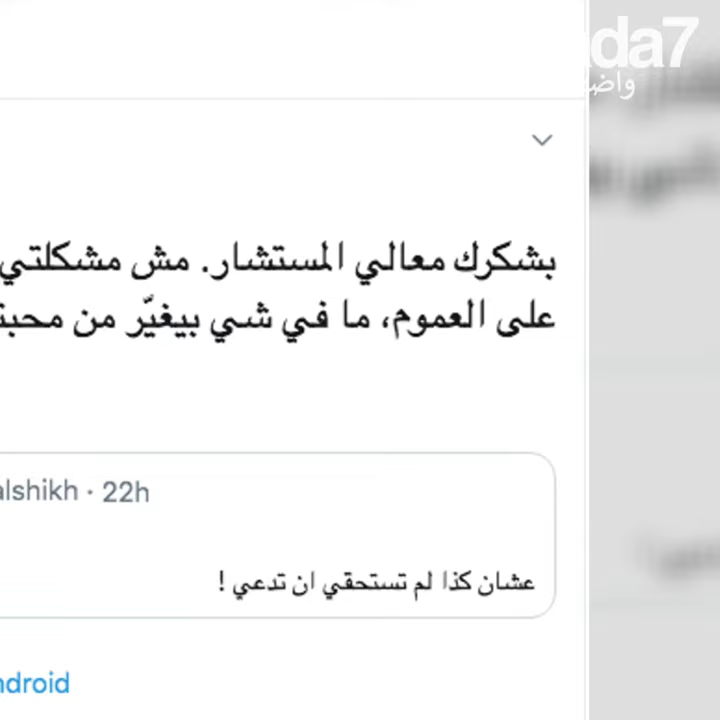 da7
بشكرك معالي المستشار. مش مشكلتي
على العموم، ما في شي بيغيّر من
alshikh · 22h
عشان كذا لم تستحقي ان تدعي !
ndroid